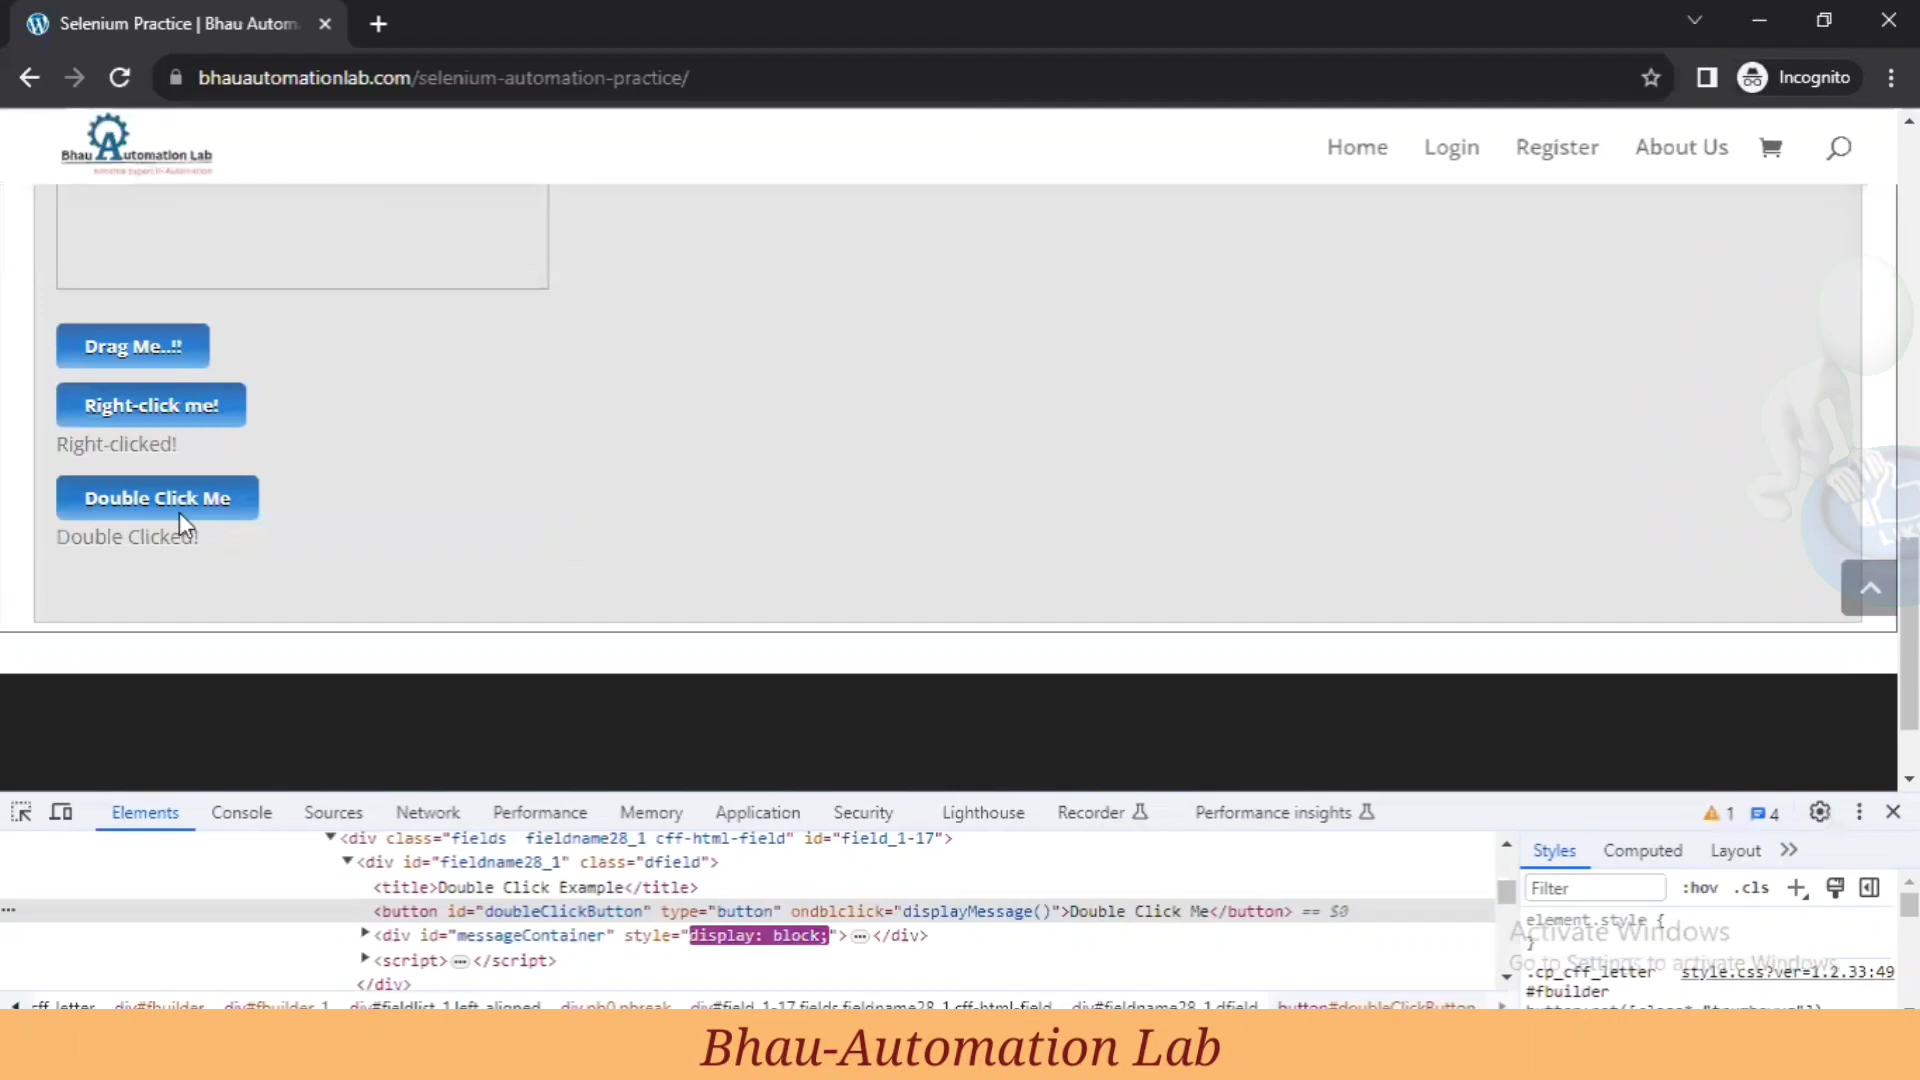 Selenium Practice | Bhau Autom
bhauautomationlab.com/selenium-automation-practice/
Incognito
Bhau Automation Lab
Home Login Register About Us
Drag Me..!!
Right-click me!
Right-clicked!
Double Click Me
Double Clicked!
Elements Console Sources Network Performance Memory Application Security Lighthouse Recorder Performance insights 1 4
<div class="fields fieldname28_1 cff-html-field" id="field_1-17">
<div id="fieldname28_1" class="dfield">
<title>Double Click Example</title>
<button id="doubleClickButton" type="button" ondblclick="displayMessage()">Double Click Me</button> == $0
<div id="messageContainer" style="display: block;">…</div>
<script>…</script>
</div>
Styles Computed Layout
Filter :hov .cls
element.style {
}
Activate Windows
Go to Settings to activate Windows.
.cp_cff_letter style.css?ver=1.2.33:49
#fbuilder
Bhau-Automation Lab